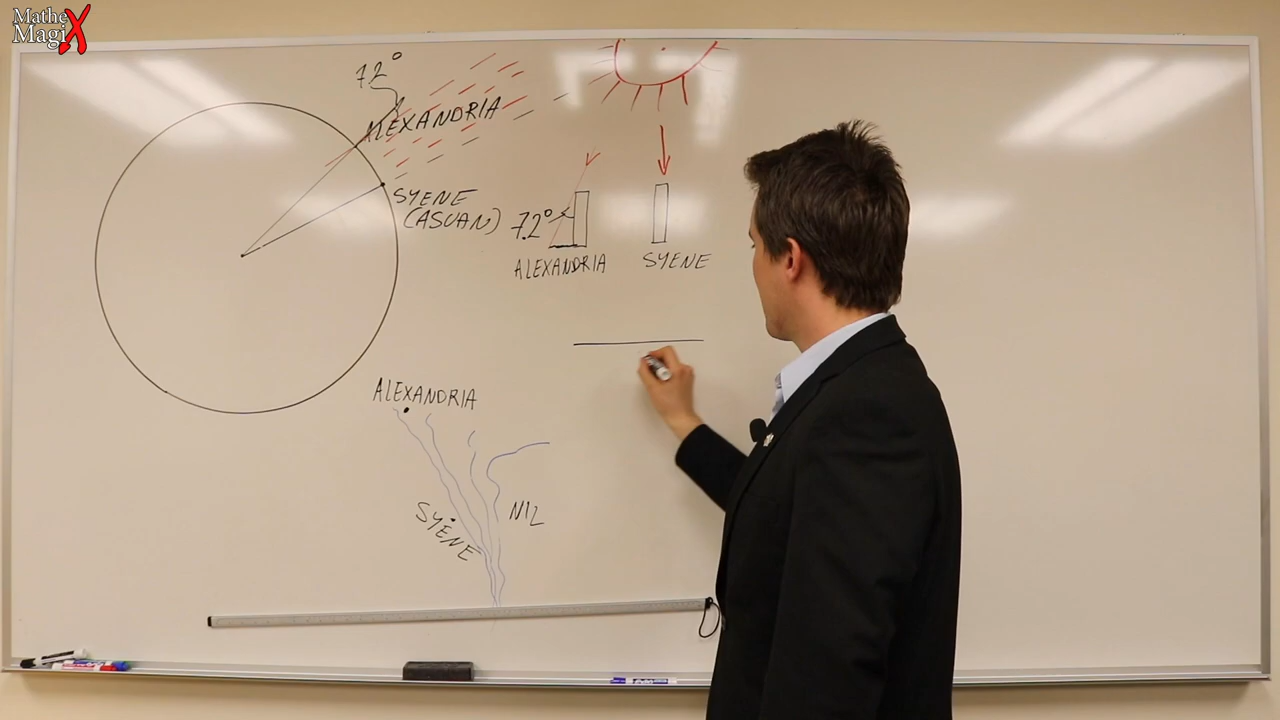 Mathe
MagiX
7.2°
ALEXANDRIA
SYENE
(ASUAN)
7.2°
ALEXANDRIA
SYENE
ALEXANDRIA
SYENE
NIL